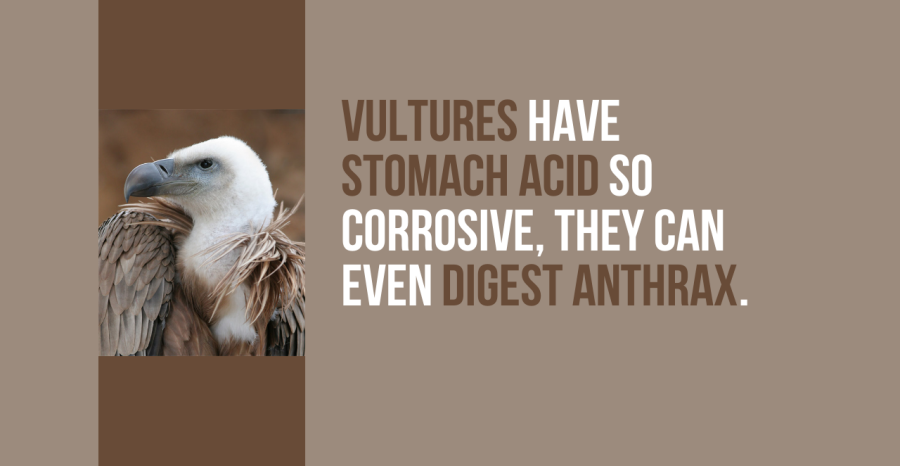 VULTURES HAVE
STOMACH ACID SO
CORROSIVE, THEY CAN
EVEN DIGEST ANTHRAX.